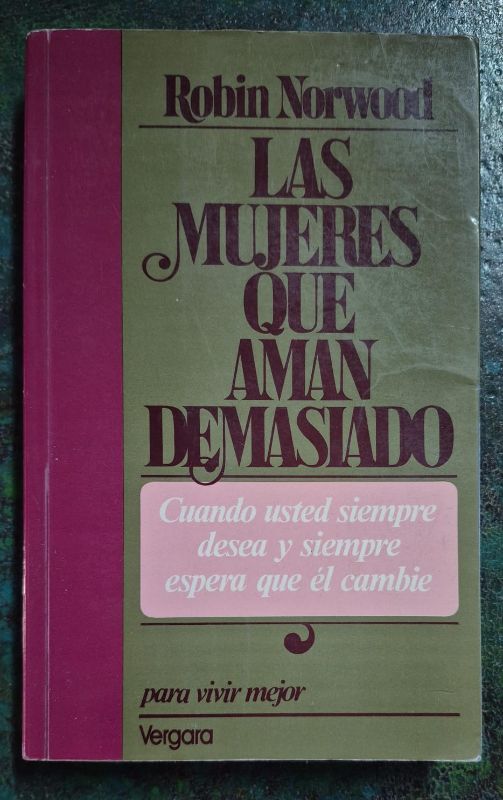 Robin Norwood
LAS
MUJERES
QUE
AMAN
DEMASIADO
Cuando usted siempre
desea y siempre
espera que él cambie
para vivir mejor
Vergara